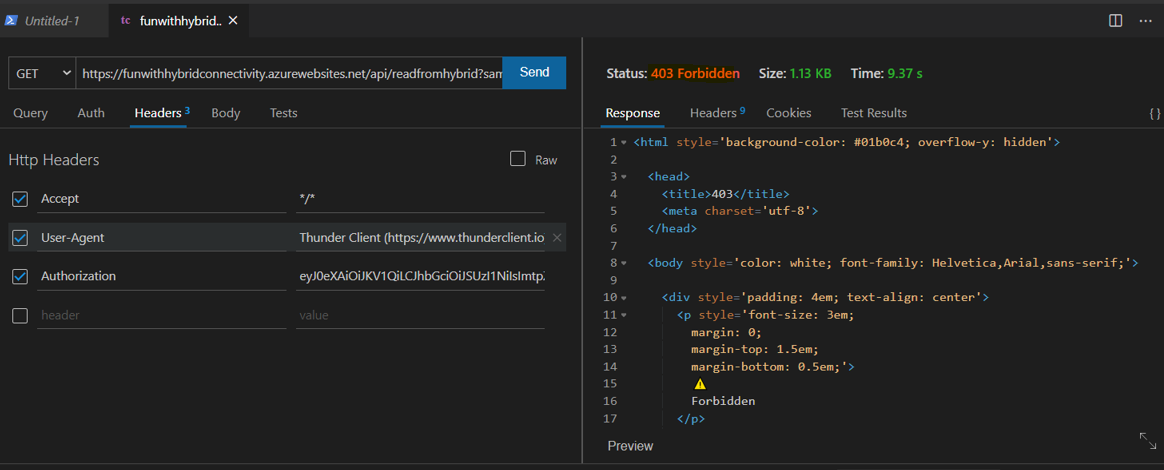 Untitled-1
tc funwithhybrid.. ✕
GET
https://funwithhybridconnectivity.azurewebsites.net/api/readfromhybrid?sam
Send
Query Auth Headers 3 Body Tests
Http Headers
Raw
Accept */*
User-Agent Thunder Client (https://www.thunderclient.io
Authorization eyJ0eXAiOiJKV1QiLCJhbGciOiJSUzI1NiIsImtpZ
header value
Status: 403 Forbidden Size: 1.13 KB Time: 9.37 s
Response Headers 9 Cookies Test Results { }
1 <html style='background-color: #01b0c4; overflow-y: hidden'>
2
3 <head>
4 <title>403</title>
5 <meta charset='utf-8'>
6 </head>
7
8 <body style='color: white; font-family: Helvetica,Arial,sans-serif;'>
9
10 <div style='padding: 4em; text-align: center'>
11 <p style='font-size: 3em;
12 margin: 0;
13 margin-top: 1.5em;
14 margin-bottom: 0.5em;'>
15 ⚠
16 Forbidden
17 </p>
Preview